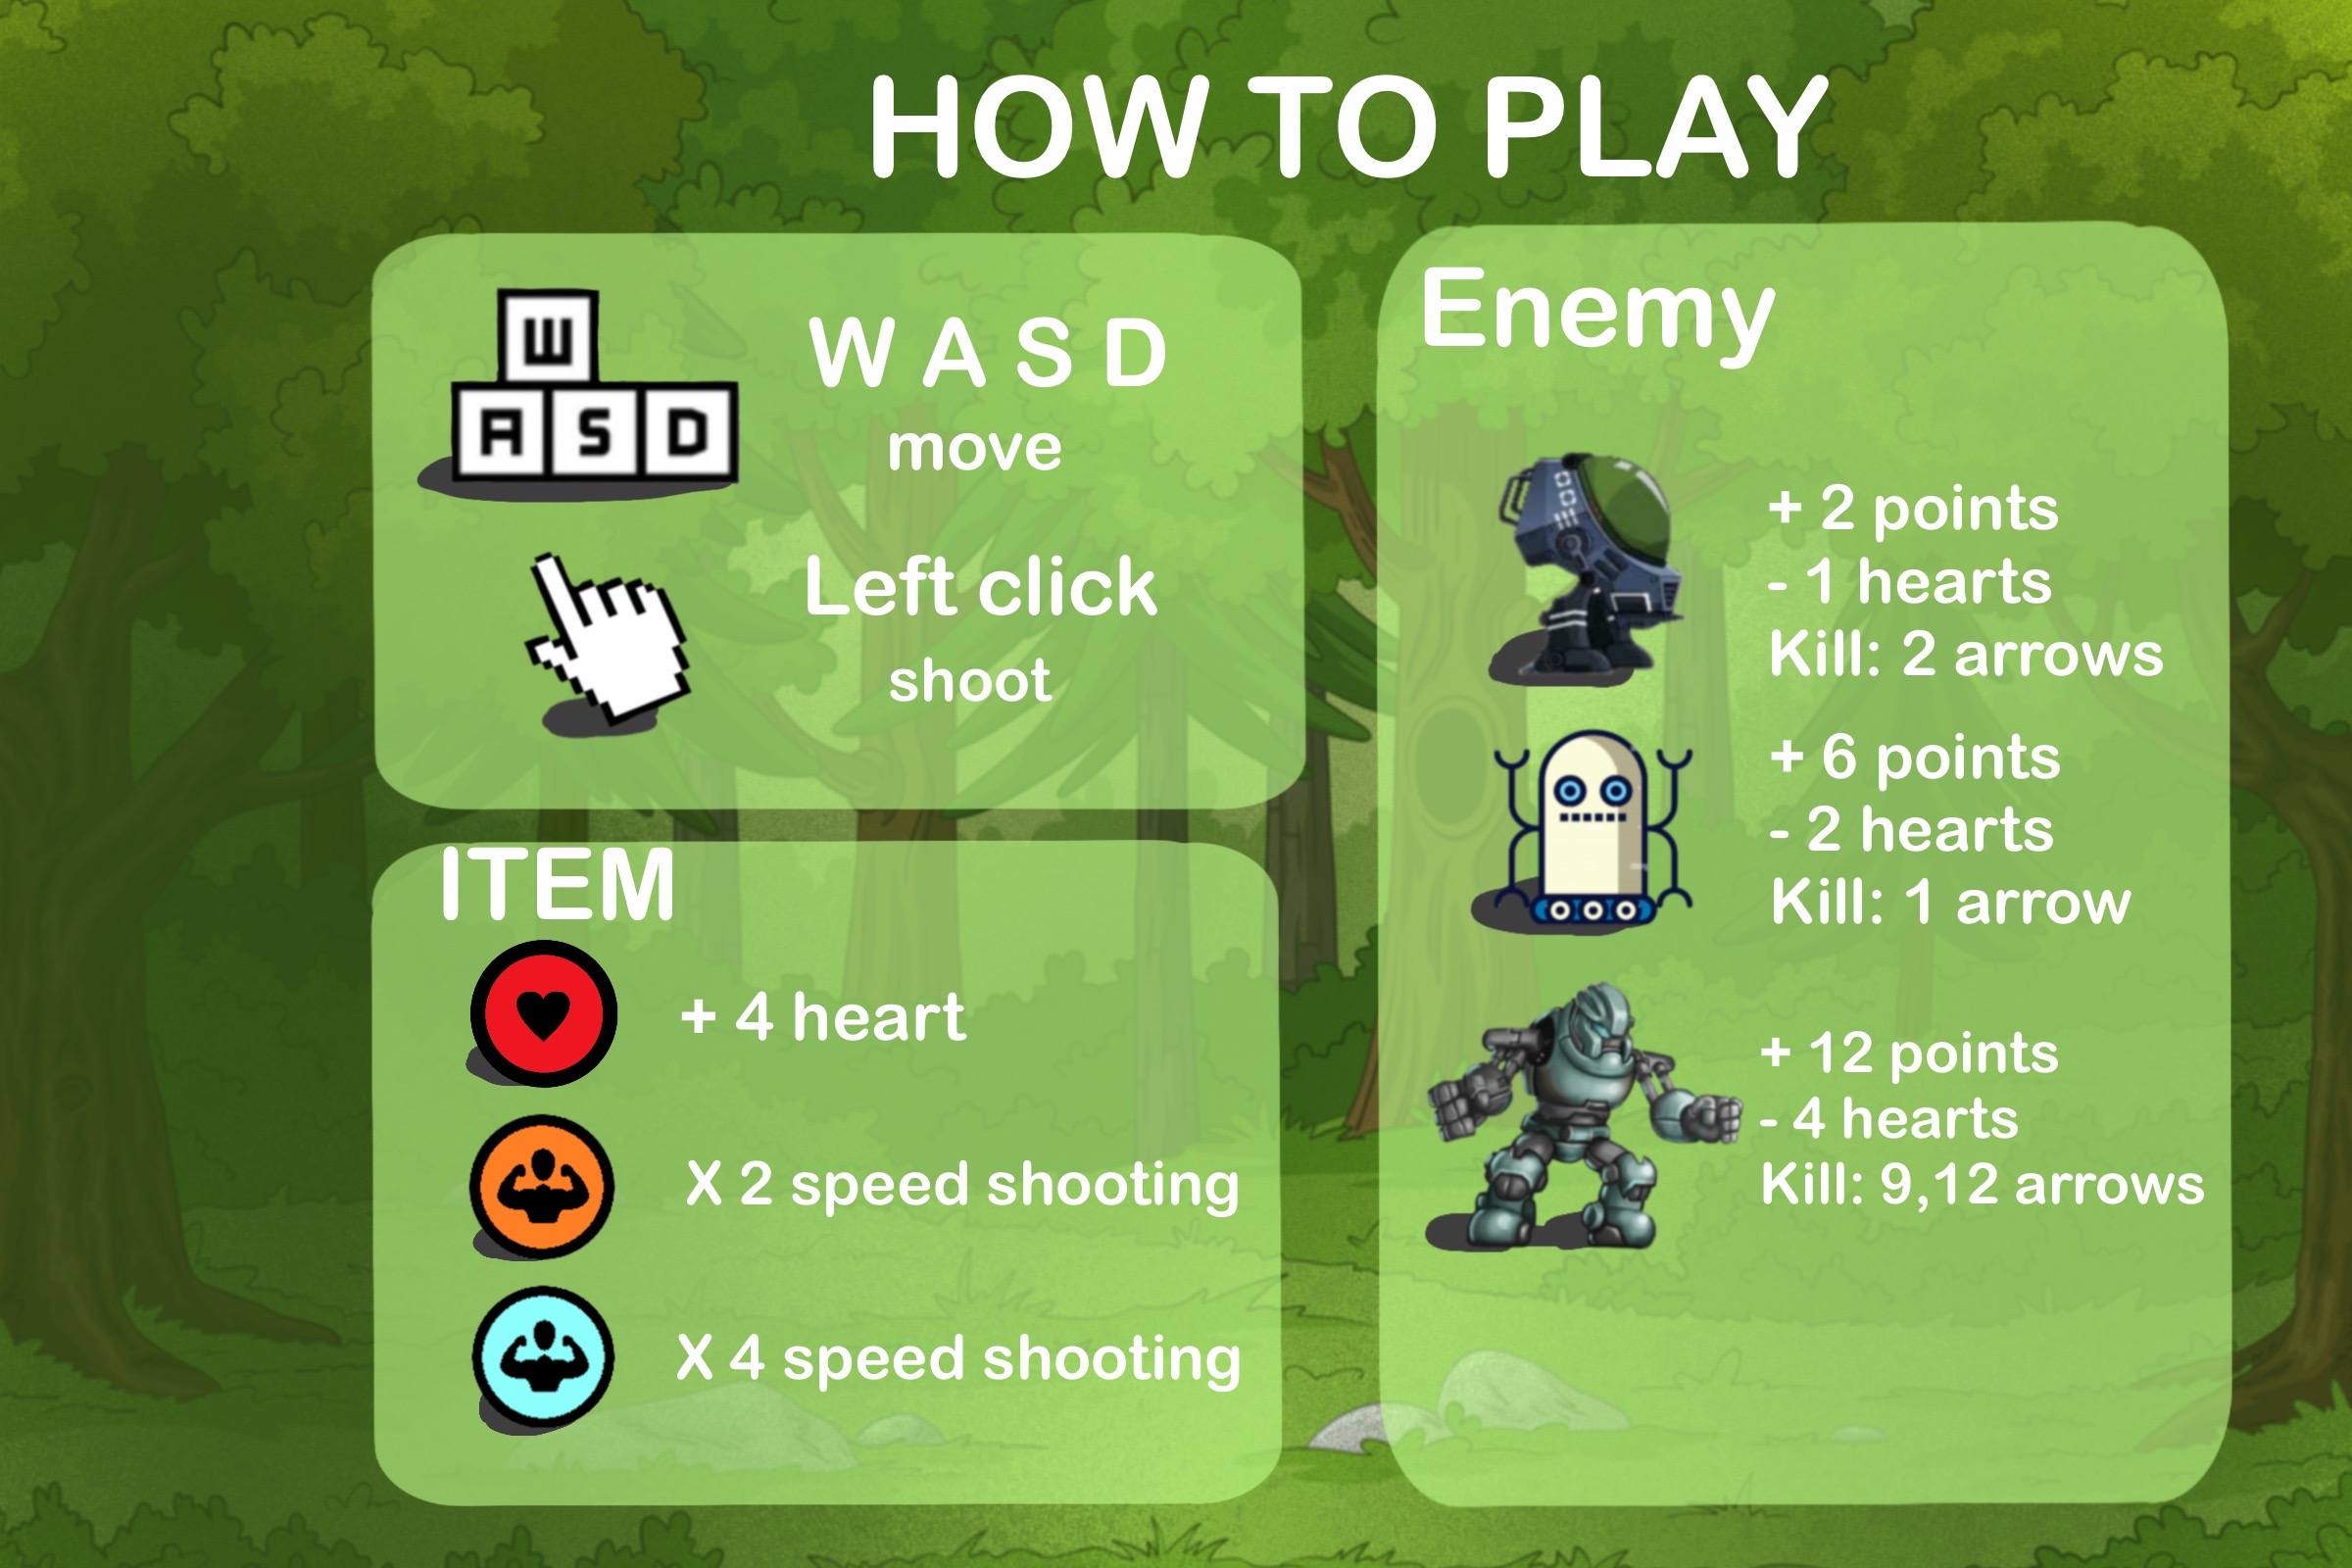 HOW TO PLAY
W
A S D
W A S D
move
Left click
shoot
ITEM
+ 4 heart
X 2 speed shooting
X 4 speed shooting
Enemy
+ 2 points
- 1 hearts
Kill: 2 arrows
+ 6 points
- 2 hearts
Kill: 1 arrow
+ 12 points
- 4 hearts
Kill: 9,12 arrows